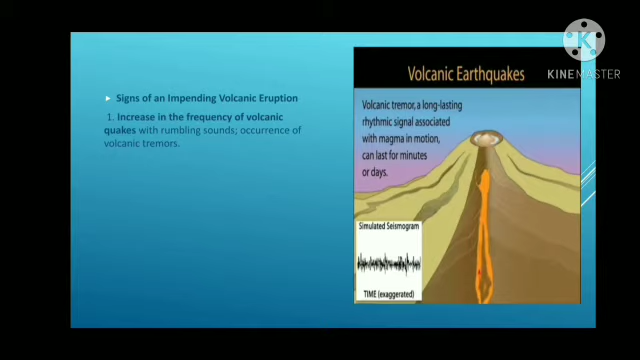 K
KINEMASTER
Signs of an Impending Volcanic Eruption
1. Increase in the frequency of volcanic
quakes with rumbling sounds; occurrence of
volcanic tremors.
Volcanic Earthquakes
Volcanic tremor, a long-lasting
rhythmic signal associated
with magma in motion,
can last for minutes
or days.
Simulated Seismogram
TIME (exaggerated)